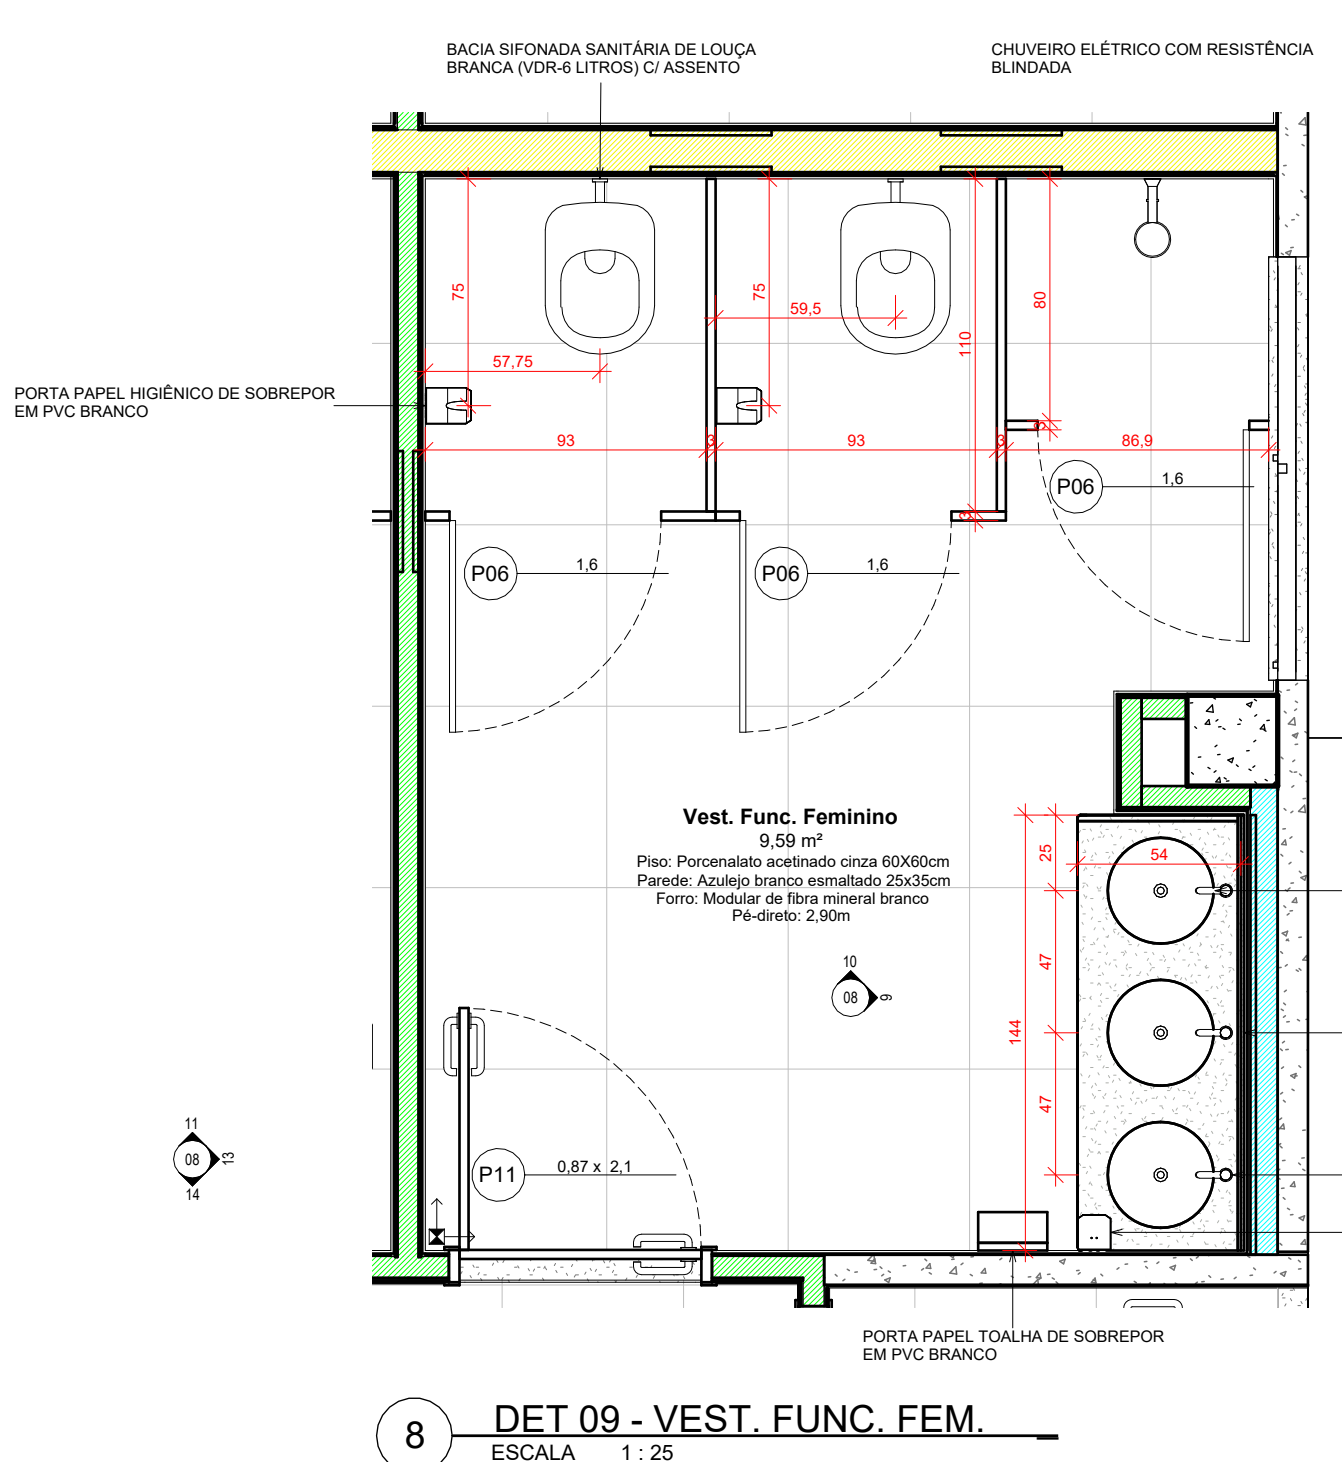 BACIA SIFONADA SANITÁRIA DE LOUÇA
BRANCA (VDR-6 LITROS) C/ ASSENTO
CHUVEIRO ELÉTRICO COM RESISTÊNCIA
BLINDADA
75
75
59,5
80
110
57,75
PORTA PAPEL HIGIÊNICO DE SOBREPOR
EM PVC BRANCO
93
3
93
3
3
86,9
P06
1,6
3
P06
1,6
P06
1,6
Vest. Func. Feminino
9,59 m²
Piso: Porcenalato acetinado cinza 60X60cm
Parede: Azulejo branco esmaltado 25x35cm
Forro: Modular de fibra mineral branco
Pé-direto: 2,90m
25
54
47
144
47
10
08
9
11
08
13
14
P11
0,87 x 2,1
PORTA PAPEL TOALHA DE SOBREPOR
EM PVC BRANCO
8
DET 09 - VEST. FUNC. FEM.
ESCALA 1 : 25